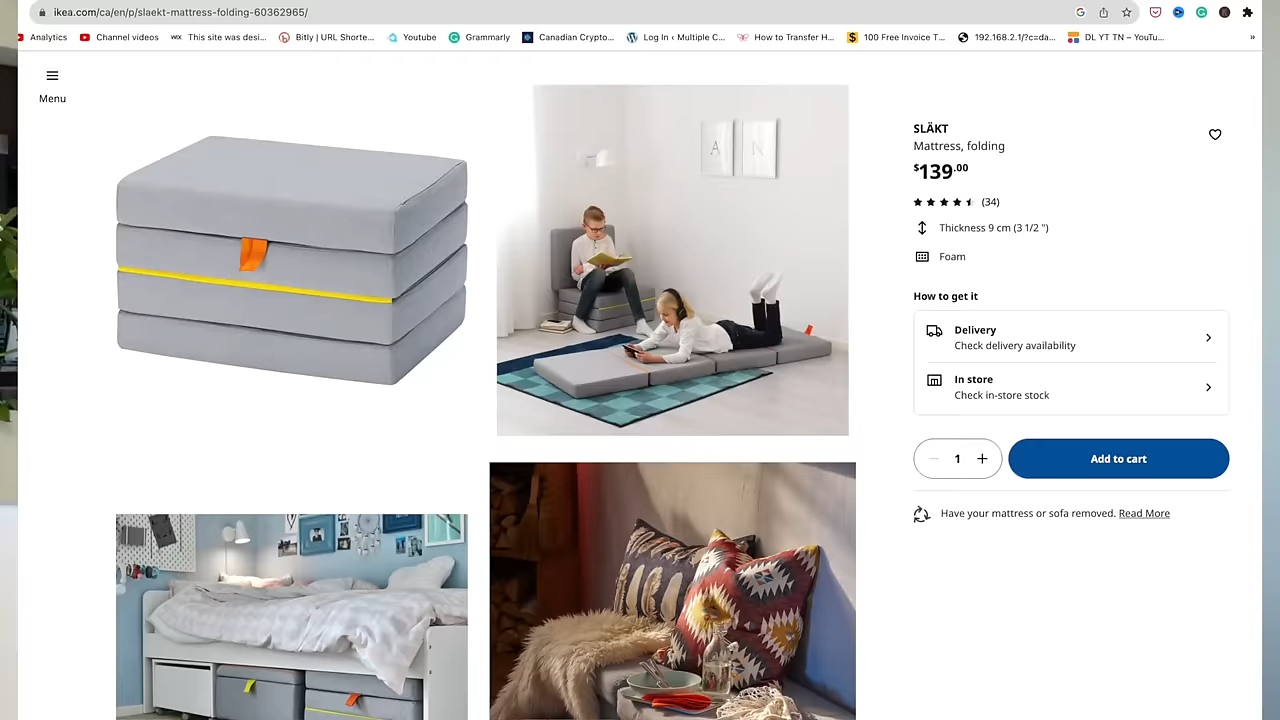 ikea.com/ca/en/p/slaekt-mattress-folding-60362965/
Analytics
Channel videos
WIX
This site was desi...
Bitly | URL Shorte...
Youtube
Grammarly
Canadian Crypto...
Log In ‹ Multiple C...
How to Transfer H...
$
100 Free Invoice T...
192.168.2.1/?c=da...
DL YT TN – YouTu...
»
Menu
A N
SLÄKT
Mattress, folding
$139.00
(34)
Thickness 9 cm (3 1/2 ")
Foam
How to get it
Delivery
Check delivery availability
In store
Check in-store stock
1
Add to cart
Have your mattress or sofa removed. Read More